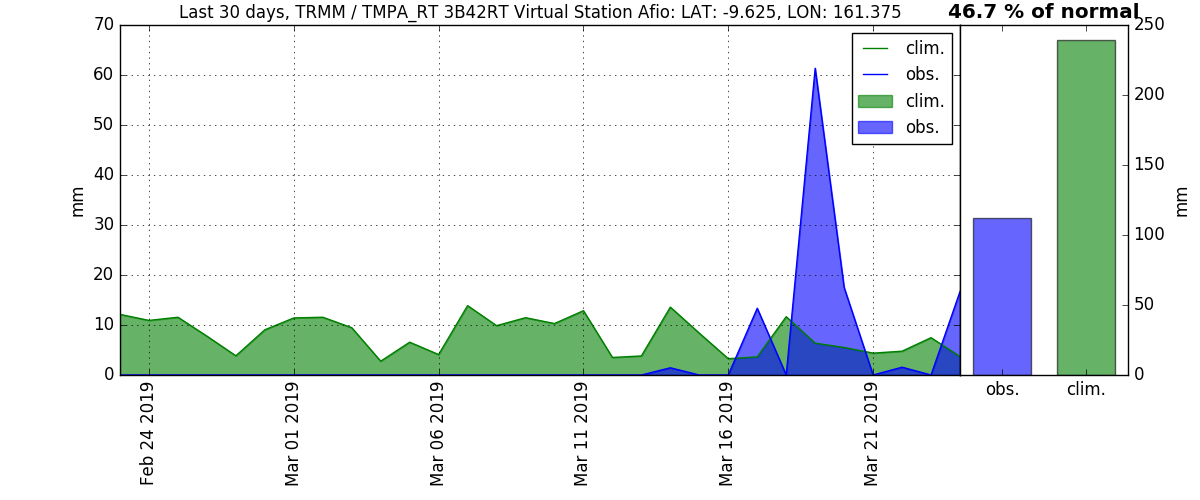 Last 30 days, TRMM / TMPA_RT 3B42RT Virtual Station Afio: LAT: -9.625, LON: 161.375
46.7 % of normal
70
60
50
40
30
20
10
0
mm
clim.
obs.
clim.
obs.
Feb 24 2019
Mar 01 2019
Mar 06 2019
Mar 11 2019
Mar 16 2019
Mar 21 2019
250
200
150
100
50
0
mm
obs.
clim.